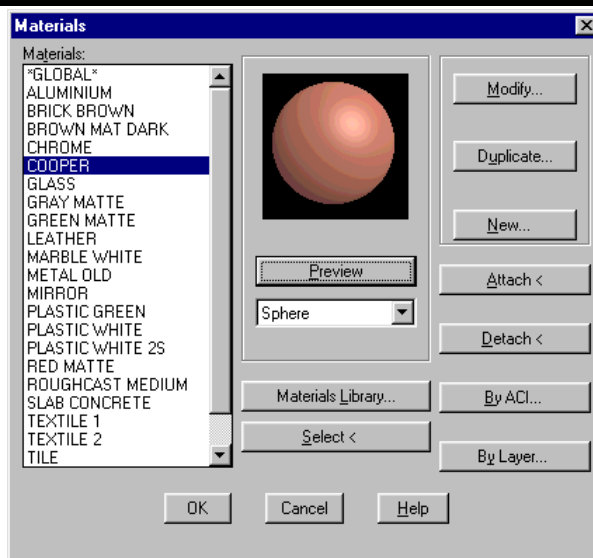 Materials
Materials:
*GLOBAL*
ALUMINIUM
BRICK BROWN
BROWN MAT DARK
CHROME
COOPER
GLASS
GRAY MATTE
GREEN MATTE
LEATHER
MARBLE WHITE
METAL OLD
MIRROR
PLASTIC GREEN
PLASTIC WHITE
PLASTIC WHITE 2S
RED MATTE
ROUGHCAST MEDIUM
SLAB CONCRETE
TEXTILE 1
TEXTILE 2
TILE
Preview
Sphere
Materials Library...
Select <
Modify...
Duplicate...
New...
Attach <
Detach <
By ACI...
By Layer...
OK
Cancel
Help